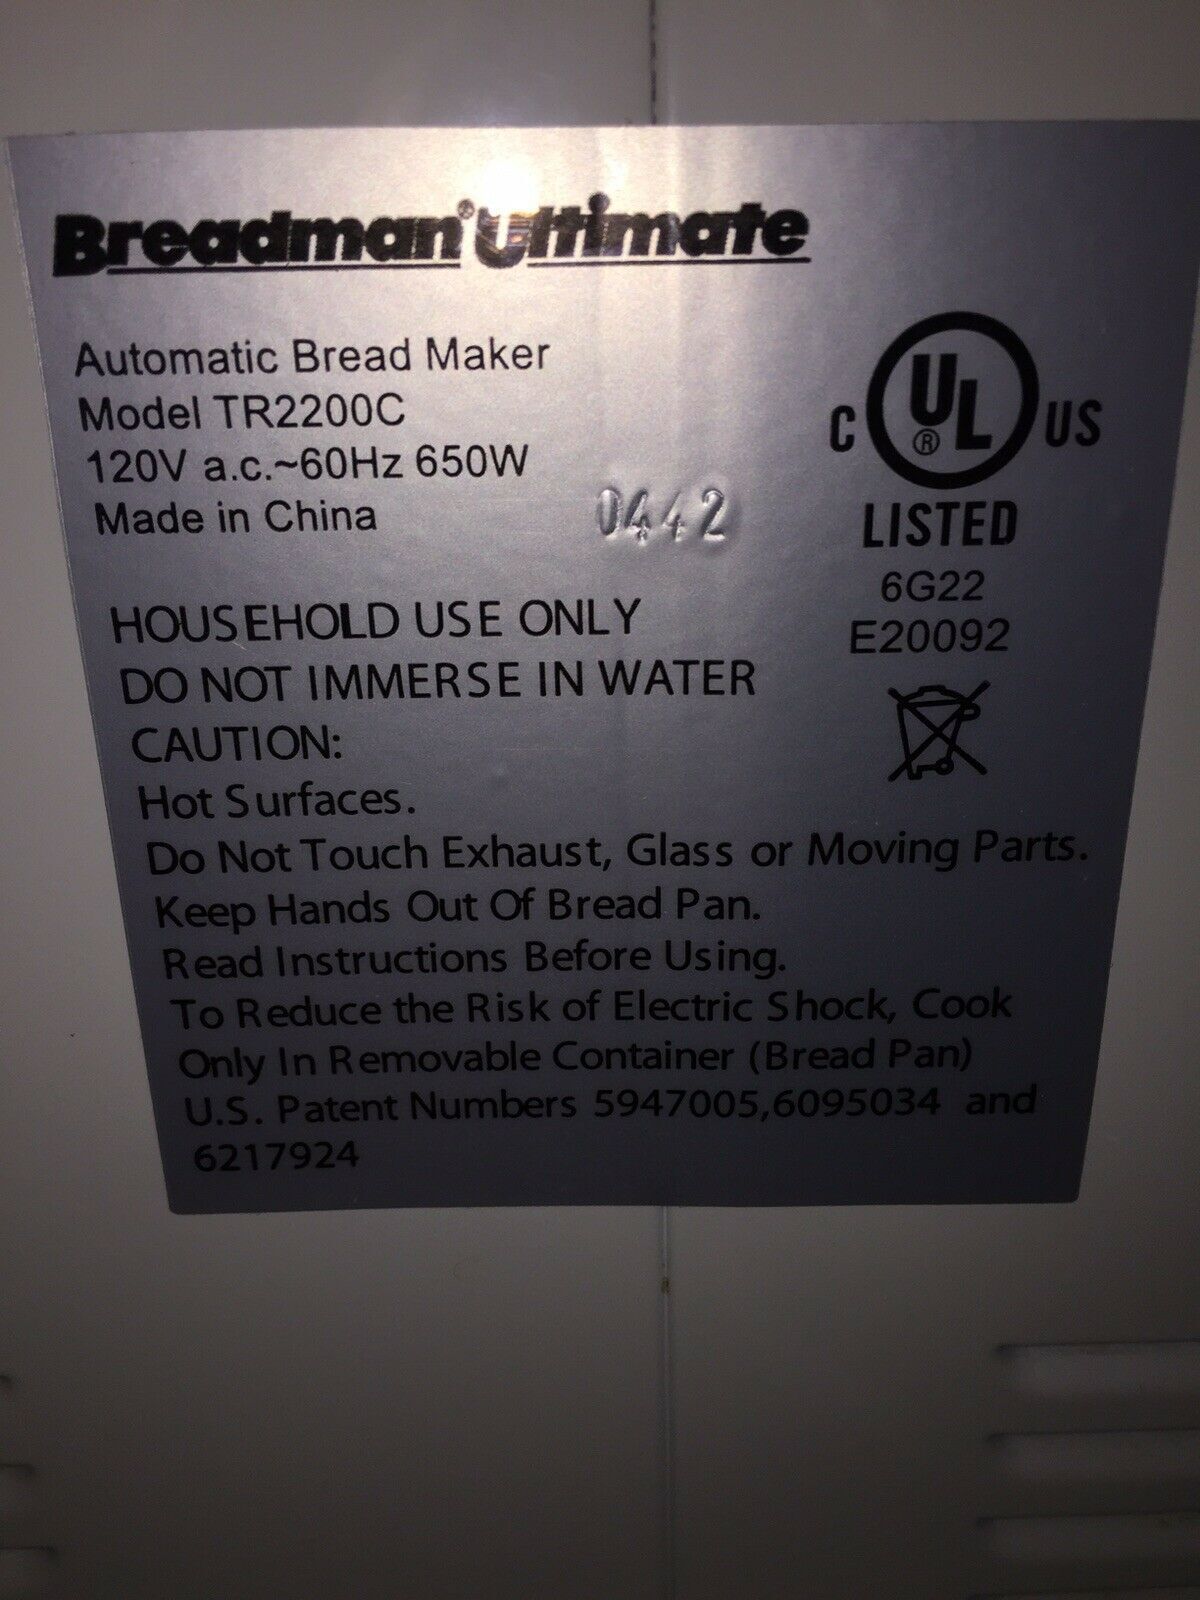 Breadman® Ultimate
Automatic Bread Maker
Model TR2200C
120V a.c.~60Hz 650W
Made in China
0442
C UL® US
LISTED
6G22
E20092
HOUSEHOLD USE ONLY
DO NOT IMMERSE IN WATER
CAUTION:
Hot Surfaces.
Do Not Touch Exhaust, Glass or Moving Parts.
Keep Hands Out Of Bread Pan.
Read Instructions Before Using.
To Reduce the Risk of Electric Shock, Cook
Only In Removable Container (Bread Pan)
U.S. Patent Numbers 5947005,6095034 and
6217924